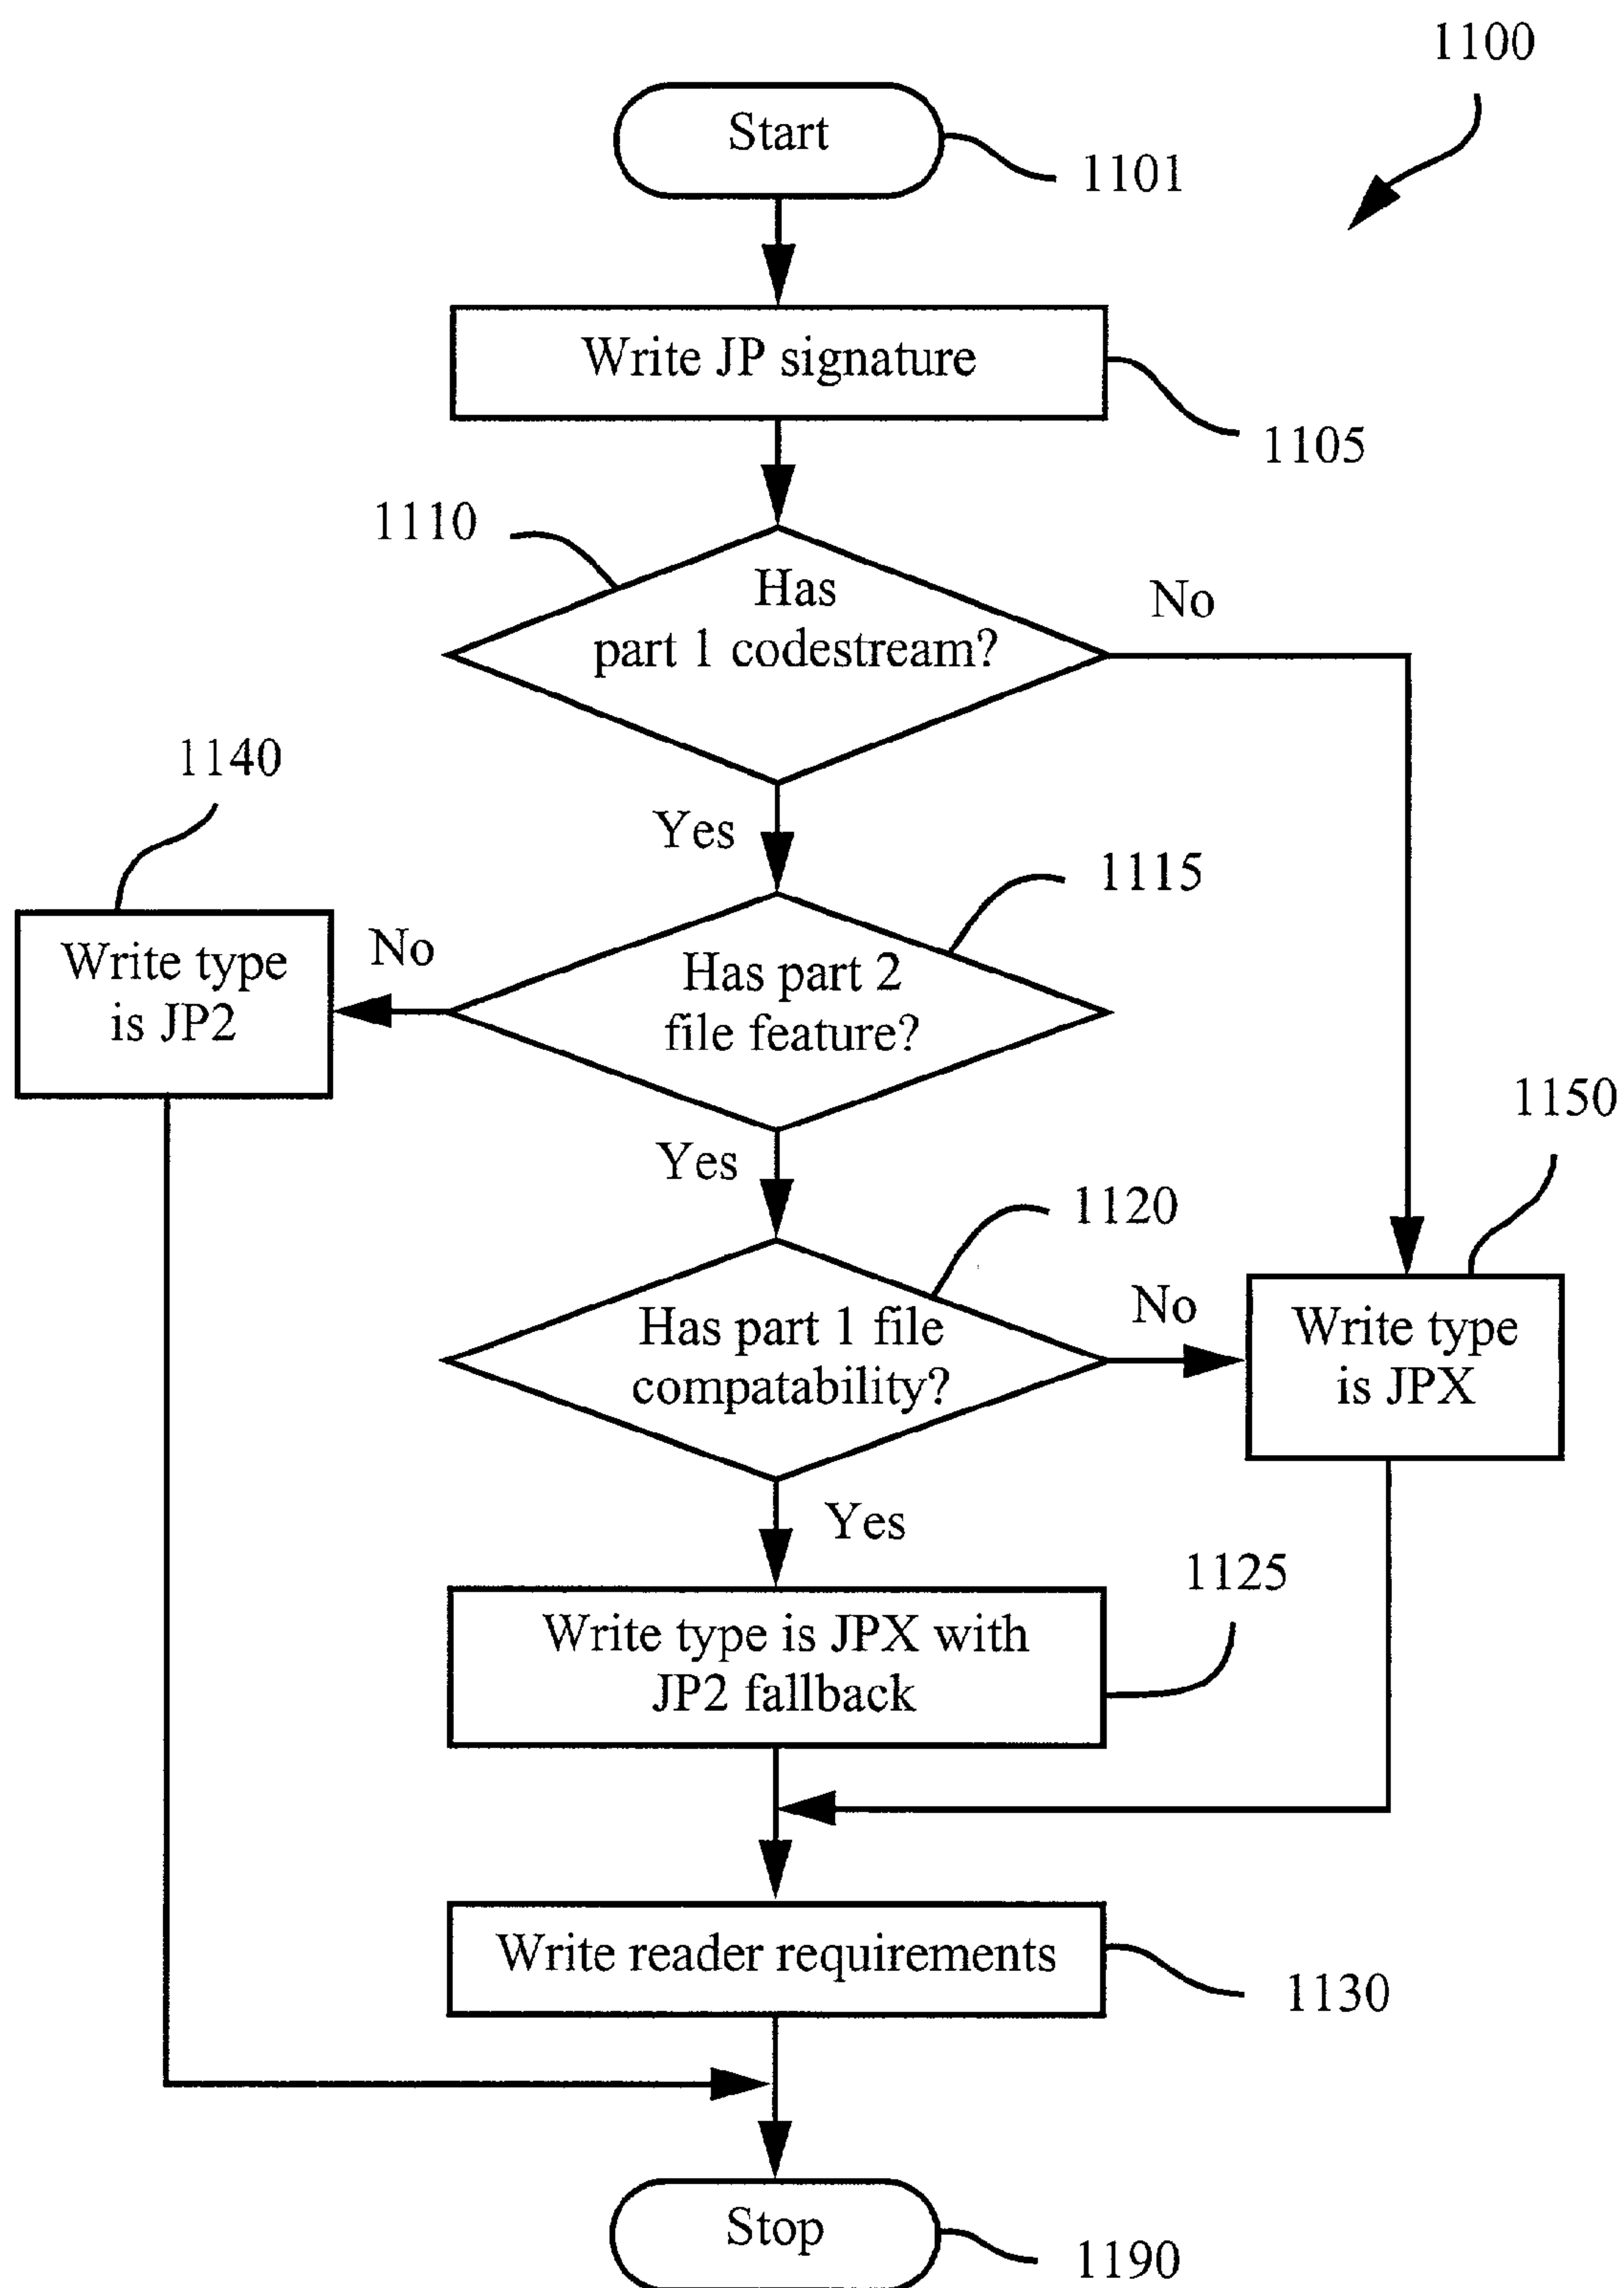 1100
Start
1101
Write JP signature
1105
1110
Has
part 1 codestream?
No
Yes
1140
1115
Write type
is JP2
No
Has part 2
file feature?
Yes
1150
1120
Has part 1 file
compatability?
No
Write type
is JPX
Yes
1125
Write type is JPX with
JP2 fallback
Write reader requirements
1130
Stop
1190